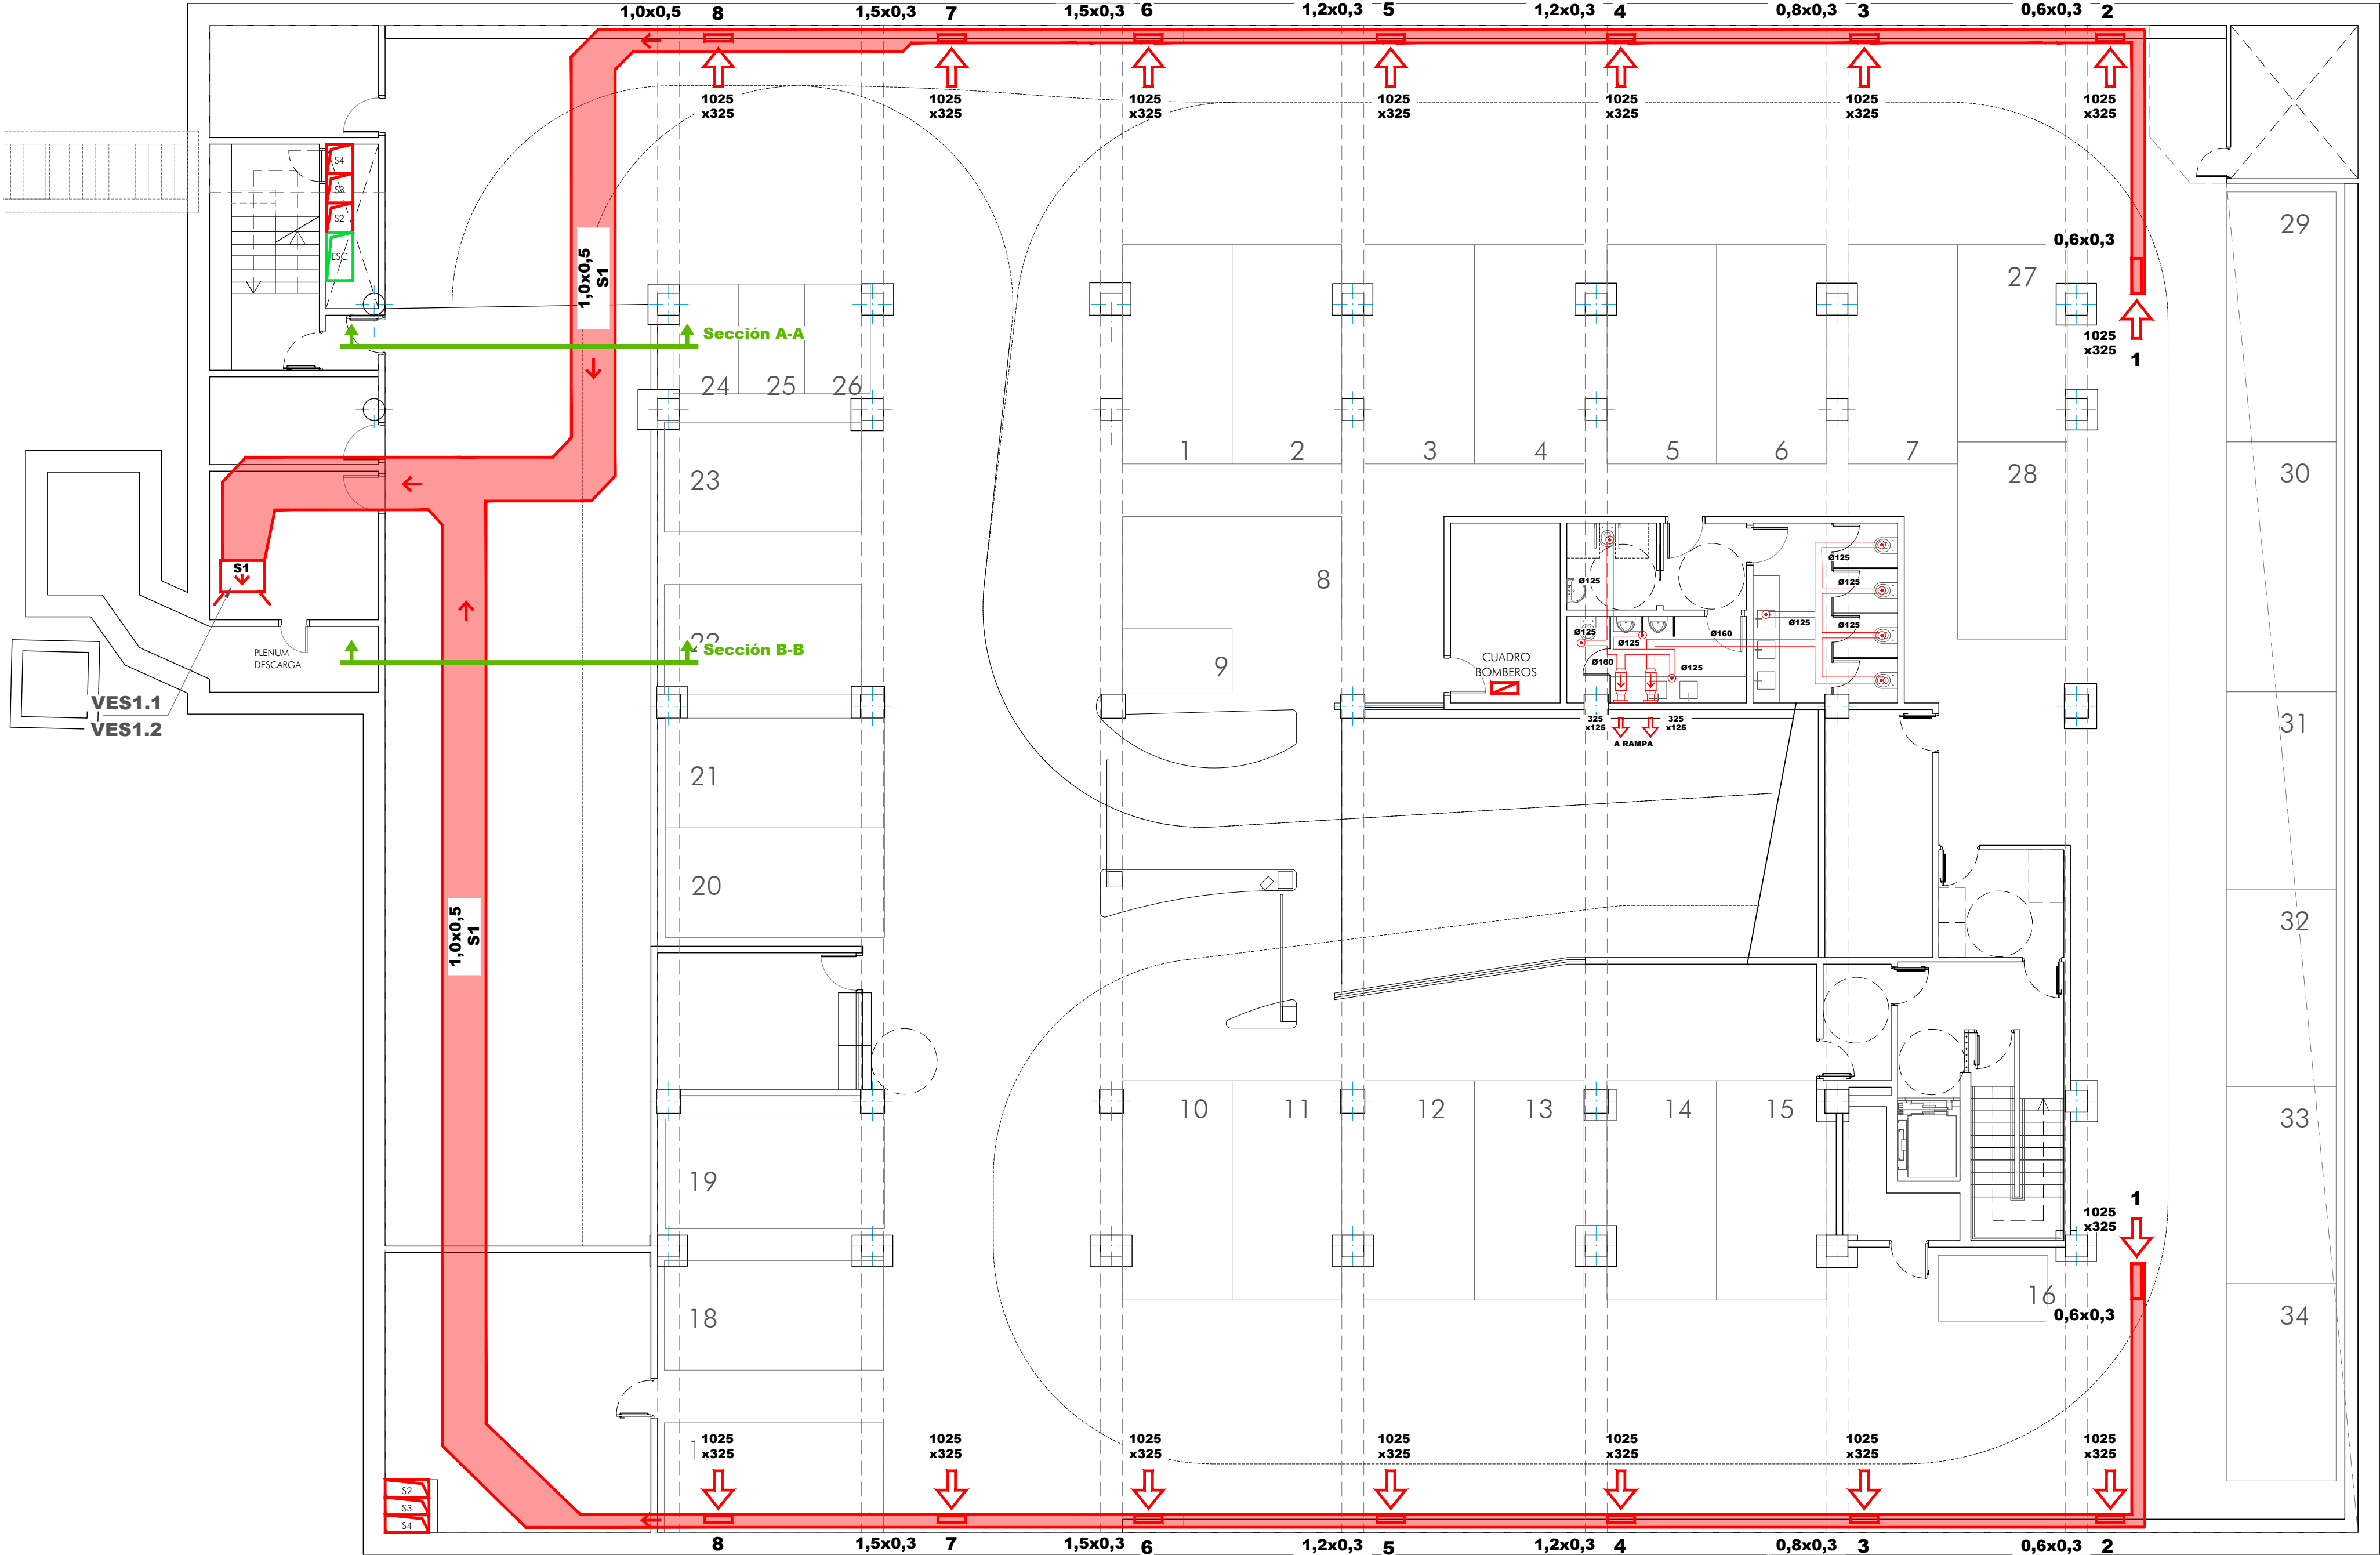 1,0x0,5 8 1,5x0,3 7 1,5x0,3 6 1,2x0,3 5 1,2x0,3 4 0,8x0,3 3 0,6x0,3 2
1025 1025 1025 1025 1025 1025 1025
x325 x325 x325 x325 x325 x325 x325
S4
S3
S2
ESC
1,0x0,5
S1
0,6x0,3
29
27
1025
x325
1
Sección A-A
24 25 26
1 2 3 4 5 6 7
23
28
30
8
Ø125
Ø125
Ø125
Ø125
Ø125
Ø125
Ø125
Ø160
Ø160
Ø125
S1
22
Sección B-B
PLENUM
DESCARGA
9
CUADRO
BOMBEROS
VES1.1
VES1.2
325
x125
325
x125
A RAMPA
31
21
20
32
1,0x0,5
S1
10 11 12 13 14 15
33
19
1
1025
x325
16
0,6x0,3
18
34
1025 1025 1025 1025 1025 1025 1025
x325 x325 x325 x325 x325 x325 x325
S2
S3
S4
8 1,5x0,3 7 1,5x0,3 6 1,2x0,3 5 1,2x0,3 4 0,8x0,3 3 0,6x0,3 2